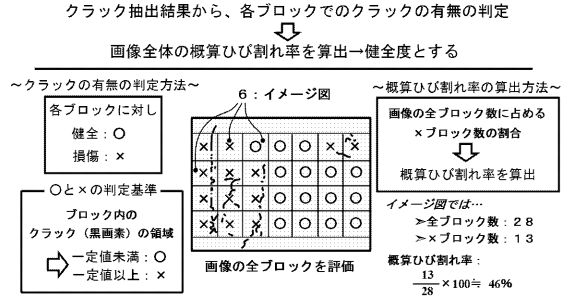 クラック抽出結果から、各ブロックでのクラックの有無の判定
画像全体の概算ひび割れ率を算出→健全度とする
~クラックの有無の判定方法~
各ブロックに対し
健全：○
損傷：×
○と×の判定基準
ブロック内の
クラック（黒画素）の領域
一定値未満：○
一定値以上：×
6：イメージ図
× × ○ ○ ○ × ×
× × × ○ ○ ○ ○
× × × ○ ○ ○ ○
× × × ○ ○ ○ ○
画像の全ブロックを評価
~概算ひび割れ率の算出方法~
画像の全ブロック数に占める
×ブロック数の割合
概算ひび割れ率を算出
イメージ図では…
➢全ブロック数：28
➢×ブロック数：13
概算ひび割れ率：
13/28 ×100≒ 46%